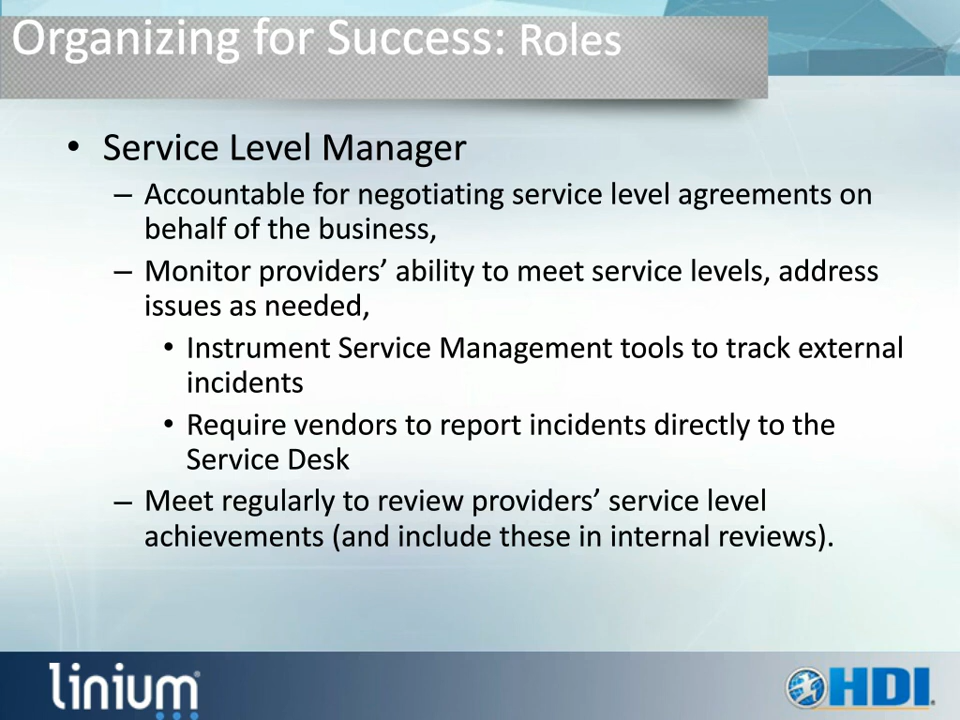 Organizing for Success: Roles
• Service Level Manager
– Accountable for negotiating service level agreements on
behalf of the business,
– Monitor providers’ ability to meet service levels, address
issues as needed,
• Instrument Service Management tools to track external
incidents
• Require vendors to report incidents directly to the
Service Desk
– Meet regularly to review providers’ service level
achievements (and include these in internal reviews).
linium®
HDI.